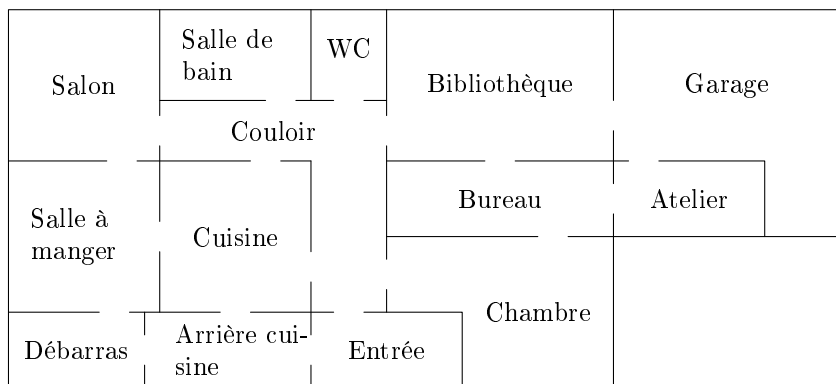 Salon
Salle de
bain
WC
Bibliothèque
Garage
Couloir
Salle à
manger
Cuisine
Bureau
Atelier
Chambre
Débarras
Arrière cui-
sine
Entrée